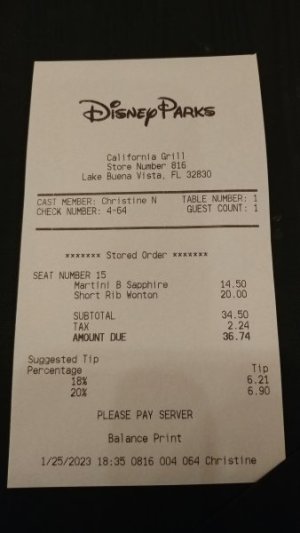 Disney Parks
California Grill
Store Number 816
Lake Buena Vista, FL 32830
CAST MEMBER: Christine N TABLE NUMBER: 1
CHECK NUMBER: 4-64 GUEST COUNT: 1
******* Stored Order *******
SEAT NUMBER 15
Martini B Sapphire 14.50
Short Rib Wonton 20.00
SUBTOTAL 34.50
TAX 2.24
AMOUNT DUE 36.74
Suggested Tip
Percentage Tip
18% 6.21
20% 6.90
PLEASE PAY SERVER
Balance Print
1/25/2023 18:35 0816 004 064 Christine